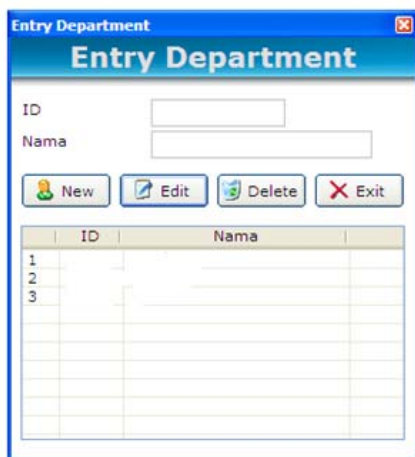 Entry Department
Entry Department
ID
Nama
New Edit Delete Exit
ID Nama
1
2
3